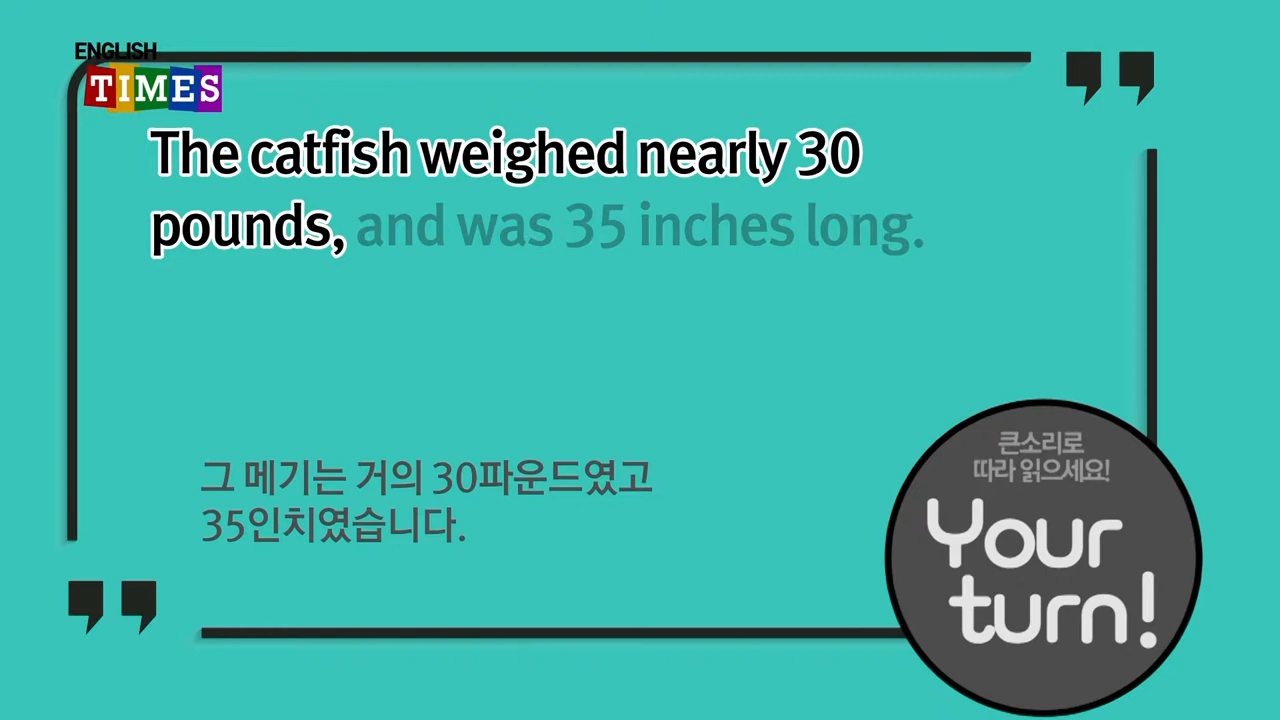 ENGLISH
TIMES
The catfish weighed nearly 30
pounds, and was 35 inches long.
그 메기는 거의 30파운드였고
35인치였습니다.
큰소리로
따라 읽으세요!
Your
turn!